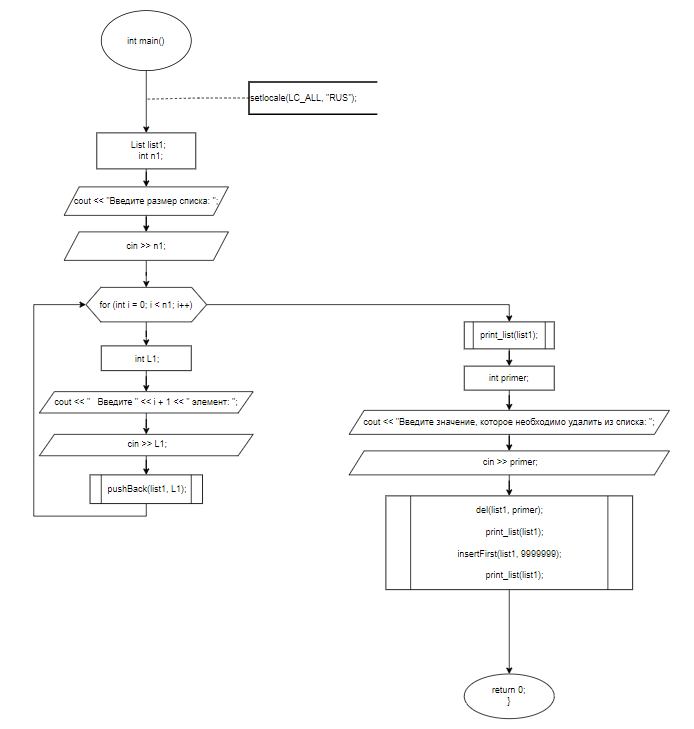 int main()
setlocale(LC_ALL, "RUS");
List list1;
int n1;
cout << "Введите размер списка: ";
cin >> n1;
for (int i = 0; i < n1; i++)
int L1;
cout << "   Введите " << i + 1 << " элемент: ";
cin >> L1;
pushBack(list1, L1);
print_list(list1);
int primer;
cout << "Введите значение, которое необходимо удалить из списка: ";
cin >> primer;
del(list1, primer);
print_list(list1);
insertFirst(list1, 9999999);
print_list(list1);
return 0;
}